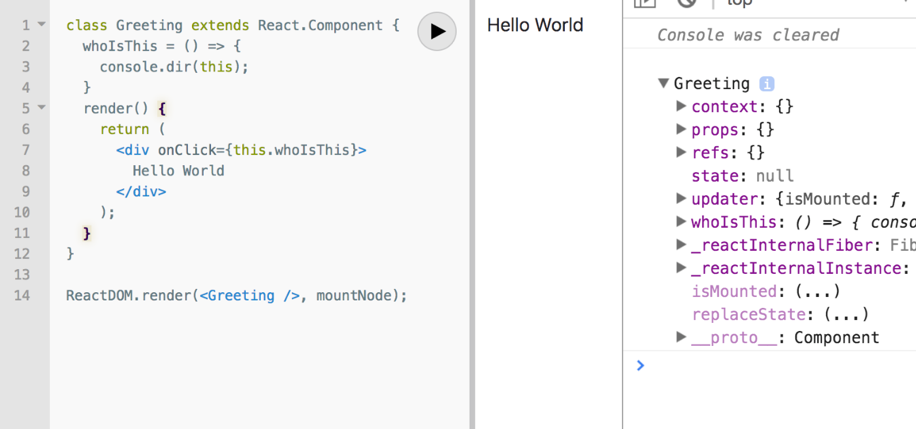 1 class Greeting extends React.Component {
2 whoIsThis = () => {
3 console.dir(this);
4 }
5 render() {
6 return (
7 <div onClick={this.whoIsThis}>
8 Hello World
9 </div>
10 );
11 }
12 }
13
14 ReactDOM.render(<Greeting />, mountNode);
Hello World
top
Console was cleared
Greeting i
context: {}
props: {}
refs: {}
state: null
updater: {isMounted: ƒ,
whoIsThis: () => { conso
_reactInternalFiber: Fib
_reactInternalInstance:
isMounted: (...)
replaceState: (...)
__proto__: Component